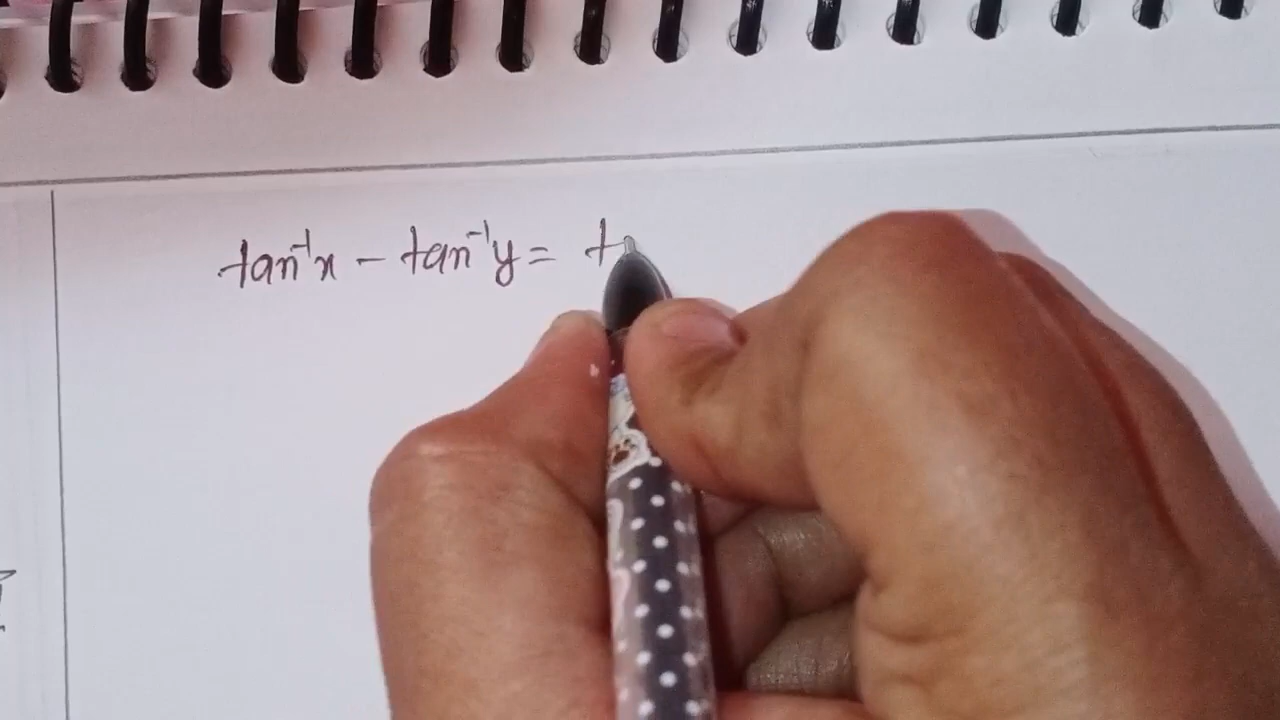 tan⁻¹x − tan⁻¹y = t